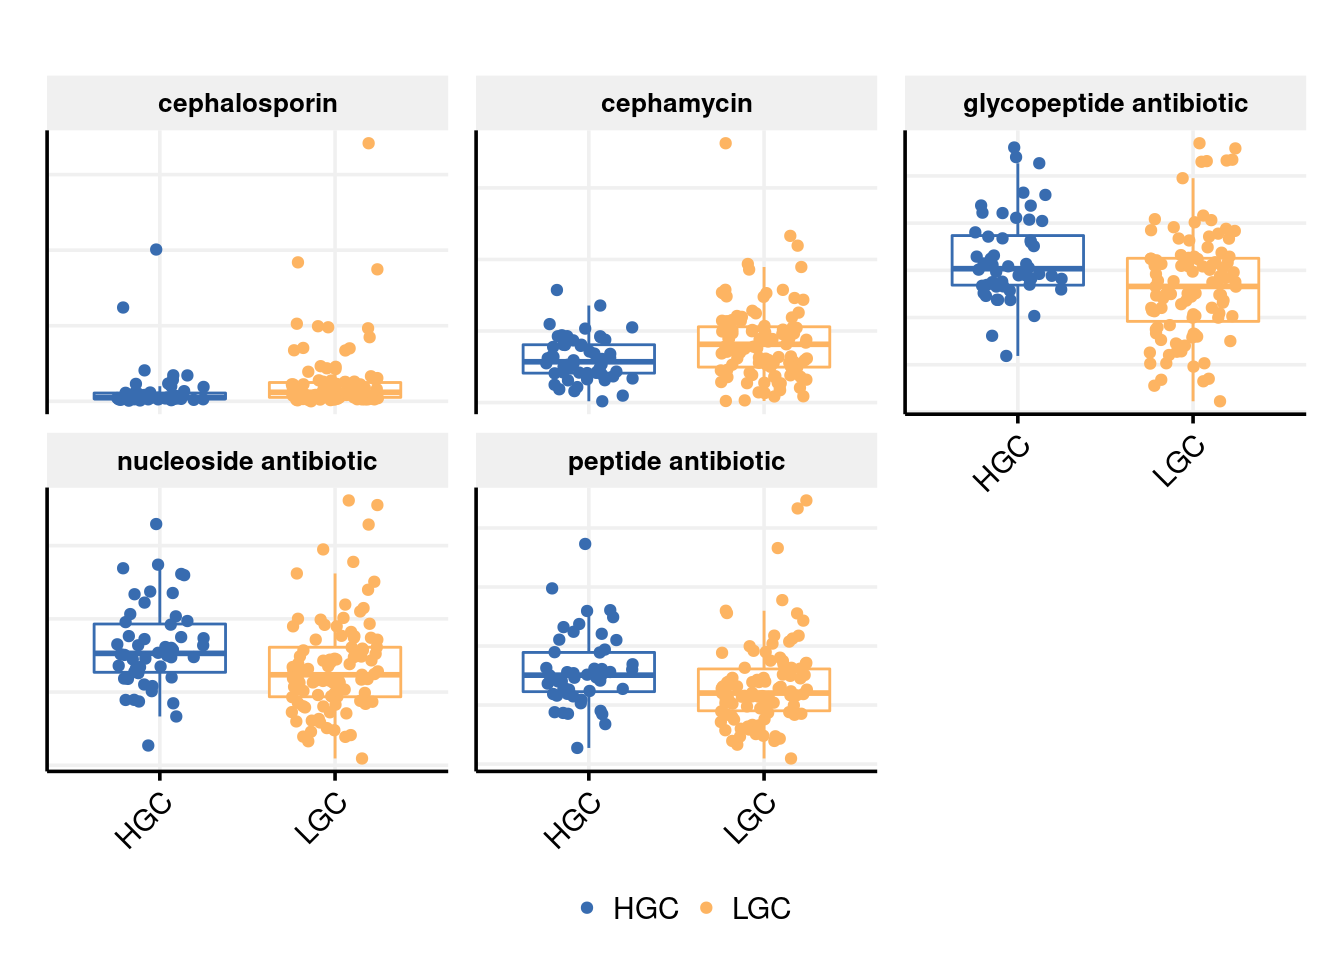 cephalosporin
cephamycin
glycopeptide antibiotic
HGC
LGC
nucleoside antibiotic
peptide antibiotic
HGC
LGC
HGC
LGC
HGC
LGC